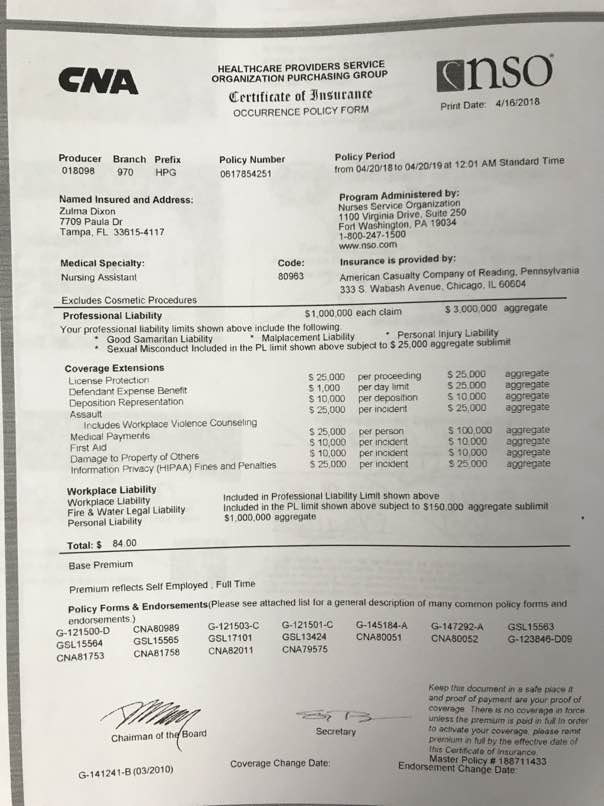 CNA
HEALTHCARE PROVIDERS SERVICE
ORGANIZATION PURCHASING GROUP
Certificate of Insurance
OCCURRENCE POLICY FORM
nso
Print Date: 4/16/2018
Producer Branch Prefix
018098 970 HPG
Policy Number
0617854251
Policy Period
from 04/20/18 to 04/20/19 at 12:01 AM Standard Time
Named Insured and Address:
Zulma Dixon
7709 Paula Dr
Tampa, FL 33615-4117
Program Administered by:
Nurses Service Organization
1100 Virginia Drive, Suite 250
Fort Washington, PA 19034
1-800-247-1500
www.nso.com
Medical Specialty: Code:
Nursing Assistant 80963
Insurance is provided by:
American Casualty Company of Reading, Pennsylvania
333 S. Wabash Avenue, Chicago, IL 60604
Excludes Cosmetic Procedures
Professional Liability $1,000,000 each claim $ 3,000,000 aggregate
Your professional liability limits shown above include the following:
* Good Samaritan Liability * Malplacement Liability * Personal Injury Liability
* Sexual Misconduct Included in the PL limit shown above subject to $ 25,000 aggregate sublimit
Coverage Extensions
License Protection $ 25,000 per proceeding $ 25,000 aggregate
Defendant Expense Benefit $ 1,000 per day limit $ 25,000 aggregate
Deposition Representation $ 10,000 per deposition $ 10,000 aggregate
Assault $ 25,000 per incident $ 25,000 aggregate
Includes Workplace Violence Counseling
Medical Payments $ 25,000 per person $ 100,000 aggregate
First Aid $ 10,000 per incident $ 10,000 aggregate
Damage to Property of Others $ 10,000 per incident $ 10,000 aggregate
Information Privacy (HIPAA) Fines and Penalties $ 25,000 per incident $ 25,000 aggregate
Workplace Liability
Workplace Liability Included in Professional Liability Limit shown above
Fire & Water Legal Liability Included in the PL limit shown above subject to $150,000 aggregate sublimit
Personal Liability $1,000,000 aggregate
Total: $ 84.00
Base Premium
Premium reflects Self Employed , Full Time
Policy Forms & Endorsements(Please see attached list for a general description of many common policy forms and
endorsements.)
G-121500-D CNA80989 G-121503-C G-121501-C G-145184-A G-147292-A GSL15563
GSL15564 GSL15565 GSL17101 GSL13424 CNA80051 CNA80052 G-123846-D09
CNA81753 CNA81758 CNA82011 CNA79575
Chairman of the Board
Secretary
Keep this document in a safe place it
and proof of payment are your proof of
coverage. There is no coverage in force
unless the premium is paid in full In order
to activate your coverage, please remit
premium in full by the effective date of
this Certificate of Insurance.
Master Policy # 188711433
G-141241-B (03/2010) Coverage Change Date: Endorsement Change Date: